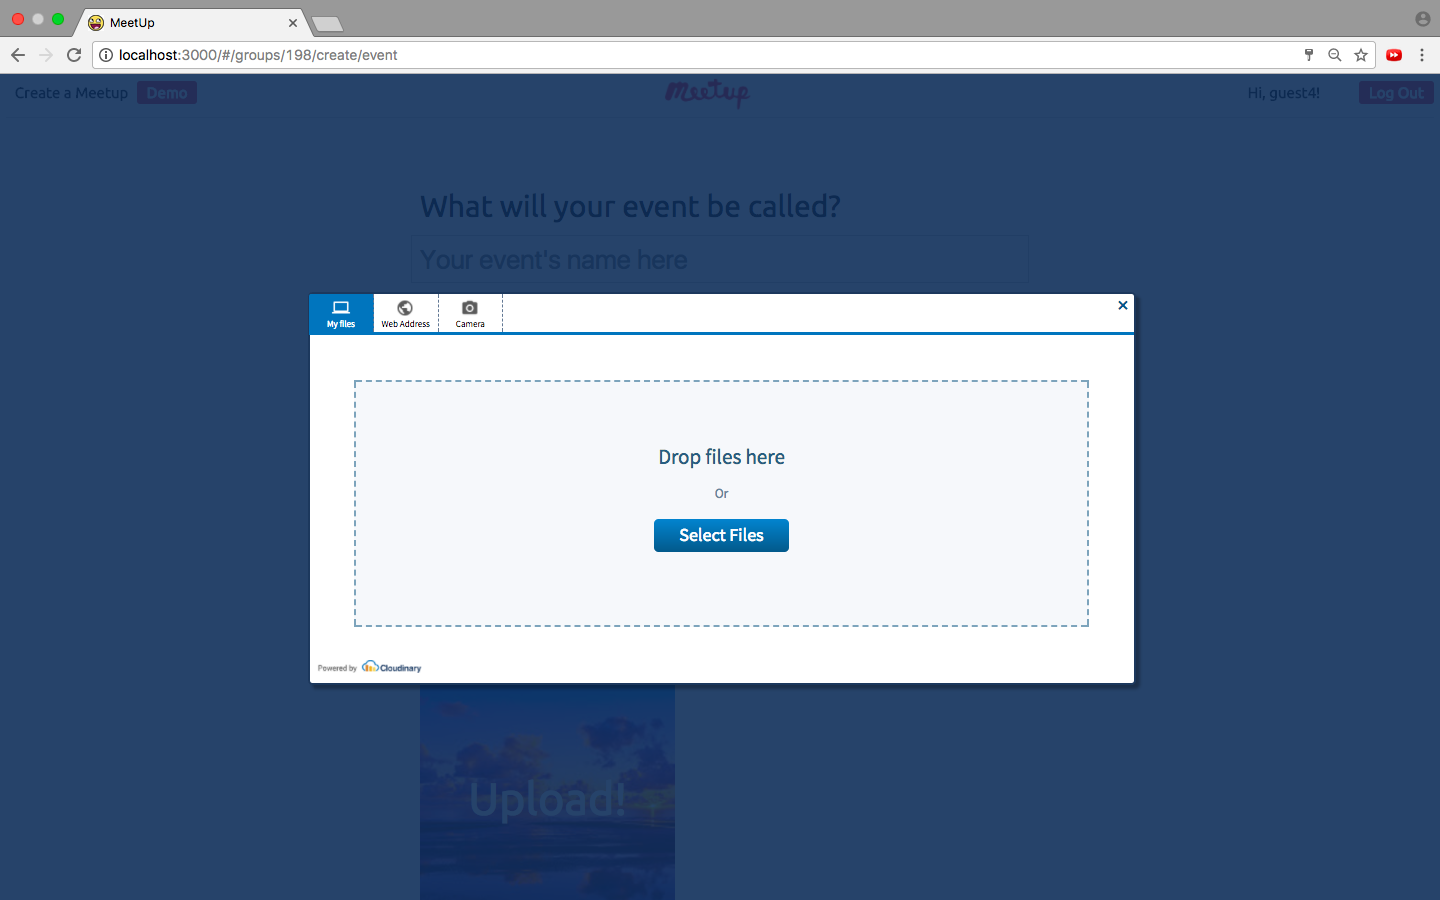 MeetUp
localhost:3000/#/groups/198/create/event
Create a Meetup Demo Meetup Hi, guest4! Log Out
What will your event be called?
Your event's name here
My files Web Address Camera
Drop files here
Or
Select Files
Powered by Cloudinary
Upload!